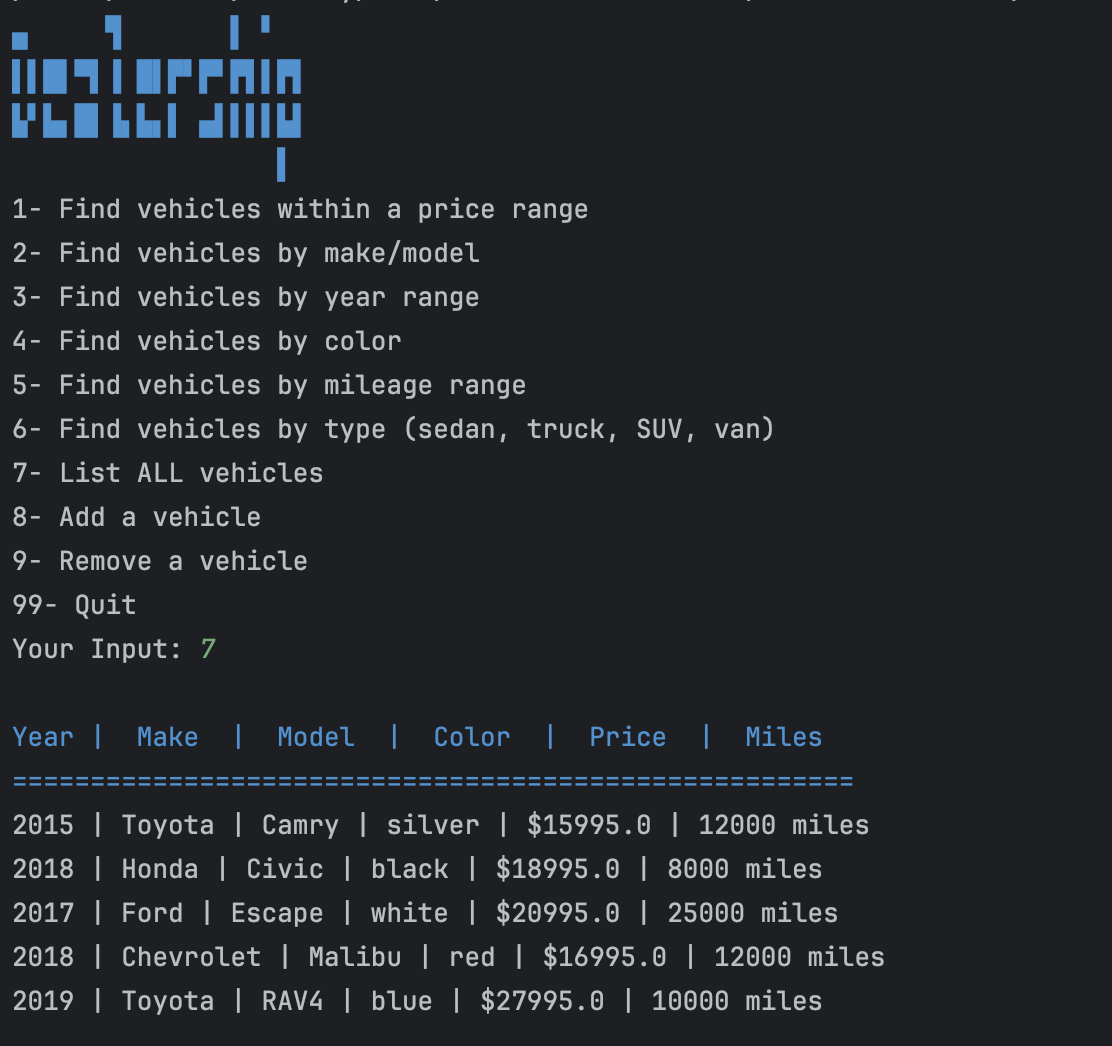 1- Find vehicles within a price range
2- Find vehicles by make/model
3- Find vehicles by year range
4- Find vehicles by color
5- Find vehicles by mileage range
6- Find vehicles by type (sedan, truck, SUV, van)
7- List ALL vehicles
8- Add a vehicle
9- Remove a vehicle
99- Quit
Your Input: 7
Year |  Make  |  Model  |  Color  |  Price  |  Miles
======================================================
2015 | Toyota | Camry | silver | $15995.0 | 12000 miles
2018 | Honda | Civic | black | $18995.0 | 8000 miles
2017 | Ford | Escape | white | $20995.0 | 25000 miles
2018 | Chevrolet | Malibu | red | $16995.0 | 12000 miles
2019 | Toyota | RAV4 | blue | $27995.0 | 10000 miles